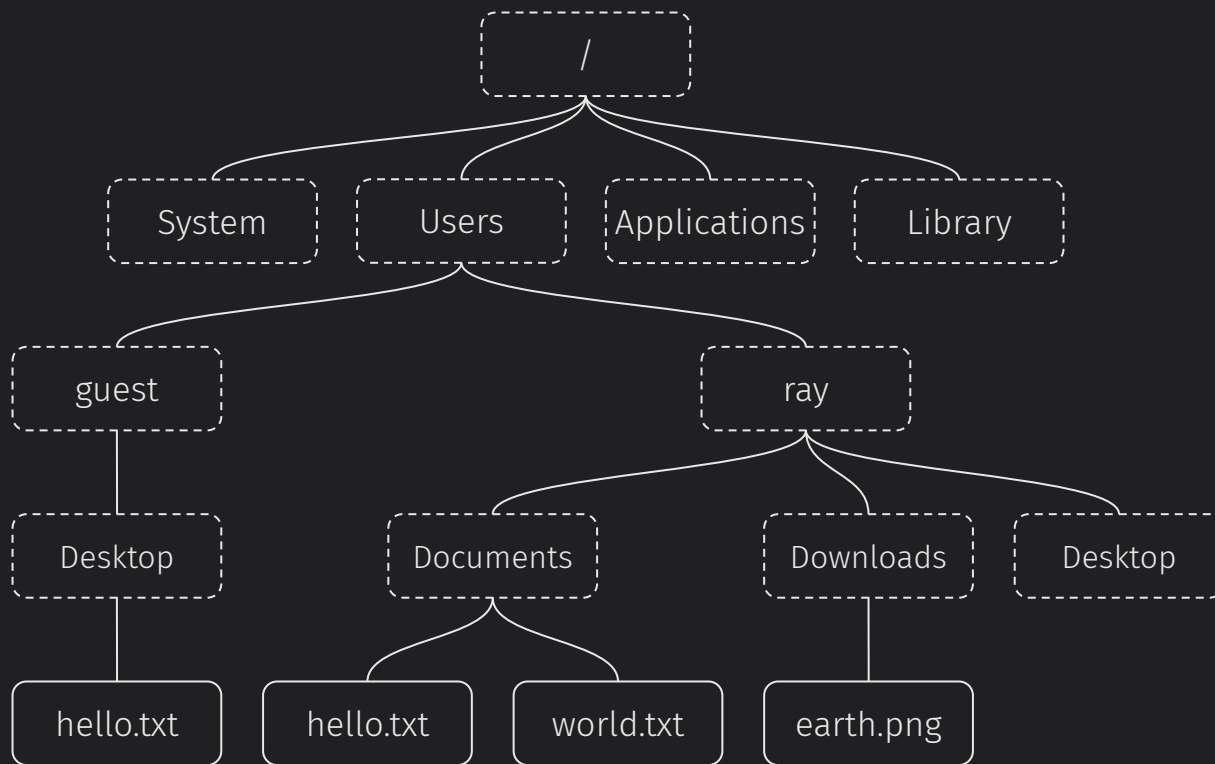 /
System
Users
Applications
Library
guest
ray
Desktop
Documents
Downloads
Desktop
hello.txt
hello.txt
world.txt
earth.png